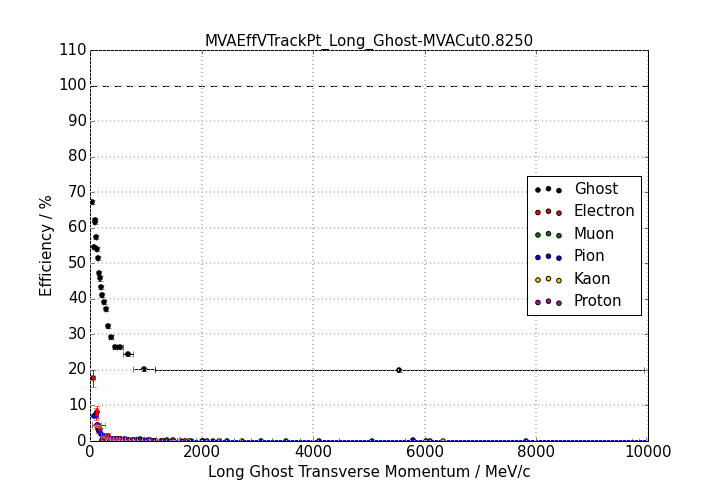 MVAEffVTrackPt_Long_Ghost-MVACut0.8250
110
100
90
80
70
60
50
40
30
20
10
0
Efficiency / %
Ghost
Electron
Muon
Pion
Kaon
Proton
0 2000 4000 6000 8000 10000
Long Ghost Transverse Momentum / MeV/c